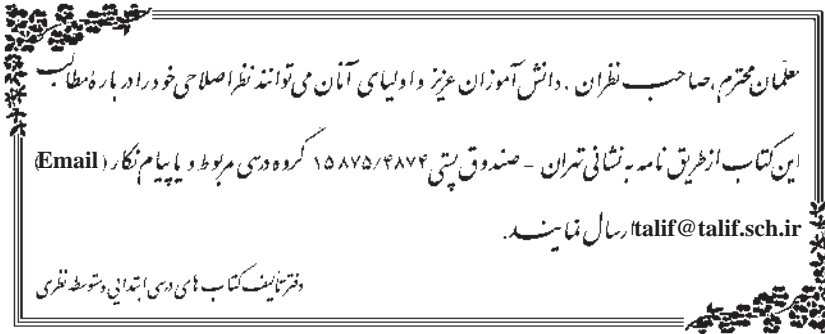 معلّمان محترم، صاحب نظران، دانش‌آموزان عزیز و اولیای آنان می‌توانند نظر اصلاحی خود را دربارهٔ مطالب
این کتاب از طریق نامه به نشانی تهران - صندوق پستی ۱۵۸۷۵/۴۸۷۴ گروه درسی مربوط و یا پیام نگار (Email)
talif@talif.sch.ir ارسال نمایند.
دفتر تألیف کتاب های درسی ابتدایی و متوسطه نظری